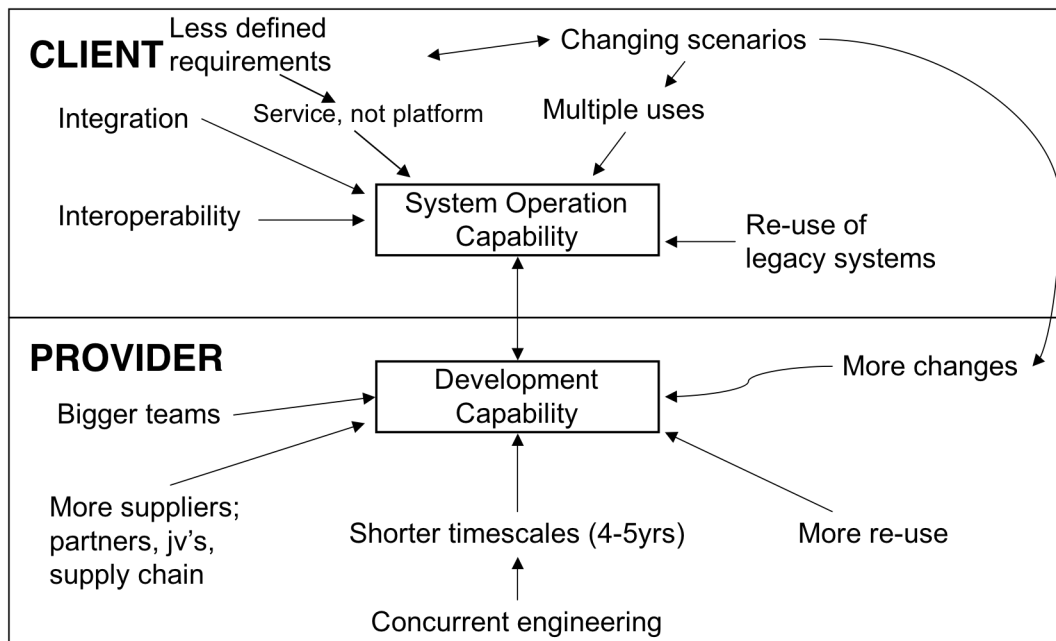 CLIENT
Less defined
requirements
Changing scenarios
Integration
Service, not platform
Multiple uses
Interoperability
System Operation
Capability
Re-use of
legacy systems
PROVIDER
Development
Capability
More changes
Bigger teams
More suppliers;
partners, jv's,
supply chain
Shorter timescales (4-5yrs)
More re-use
Concurrent engineering